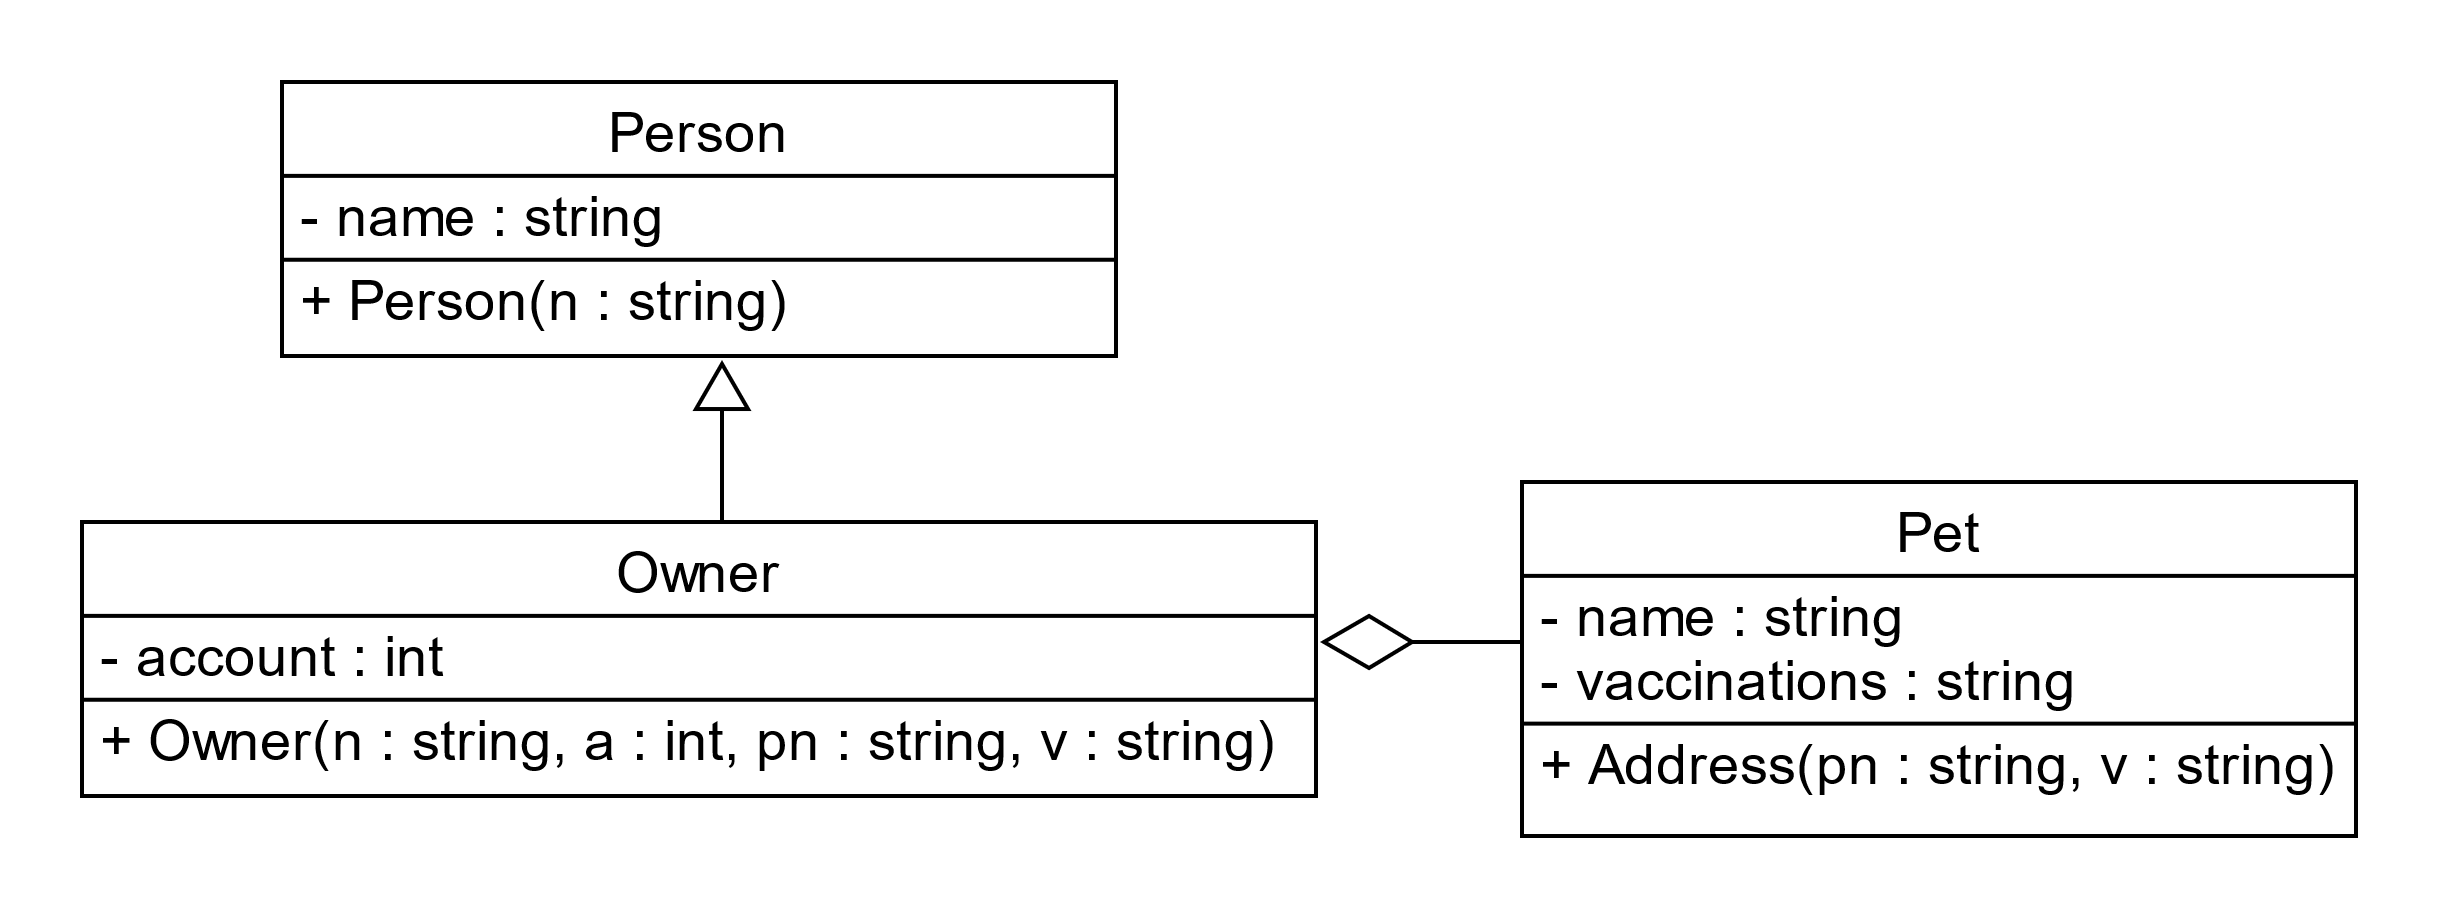 Person
- name : string
+ Person(n : string)
Owner
- account : int
+ Owner(n : string, a : int, pn : string, v : string)
Pet
- name : string
- vaccinations : string
+ Address(pn : string, v : string)